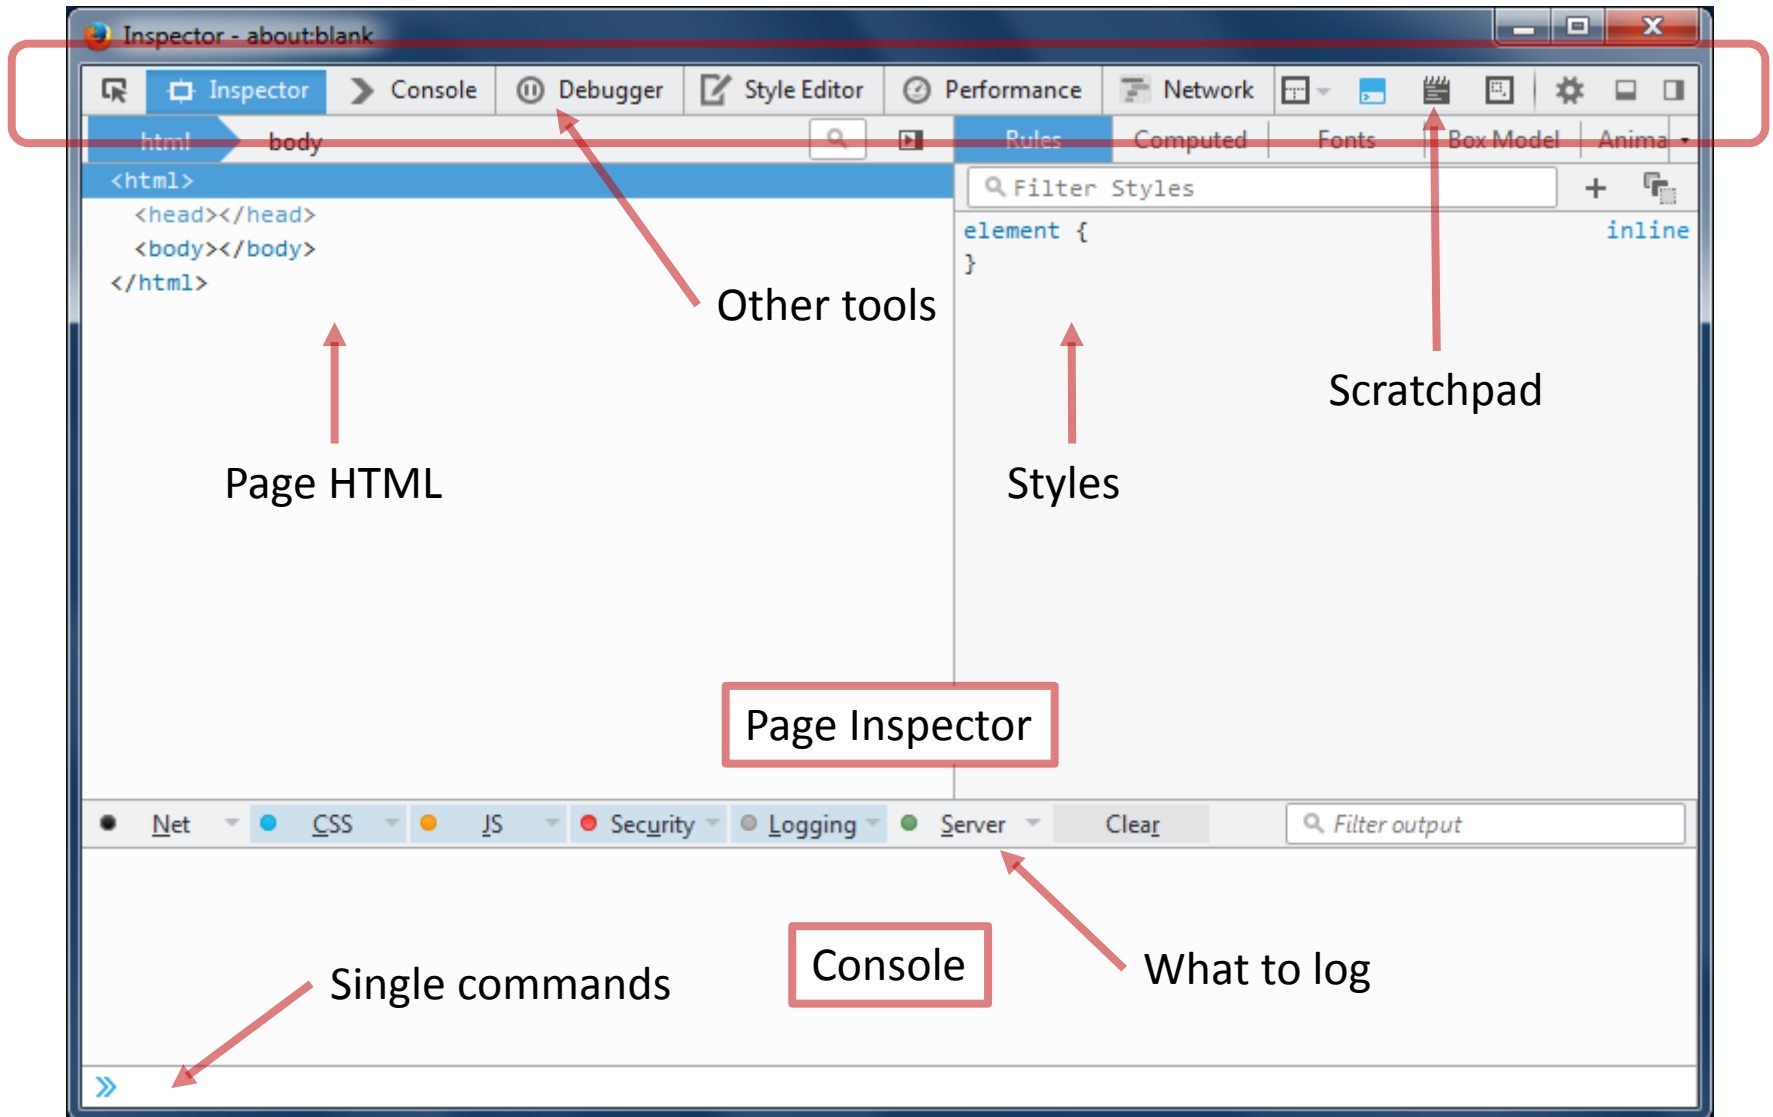 Inspector - about:blank
Inspector Console Debugger Style Editor Performance Network
html body Rules Computed Fonts Box Model Anima
<html>
<head></head>
<body></body>
</html>
Filter Styles
element { inline
}
Other tools
Scratchpad
Page HTML
Styles
Page Inspector
Net CSS JS Security Logging Server Clear Filter output
Console
What to log
Single commands